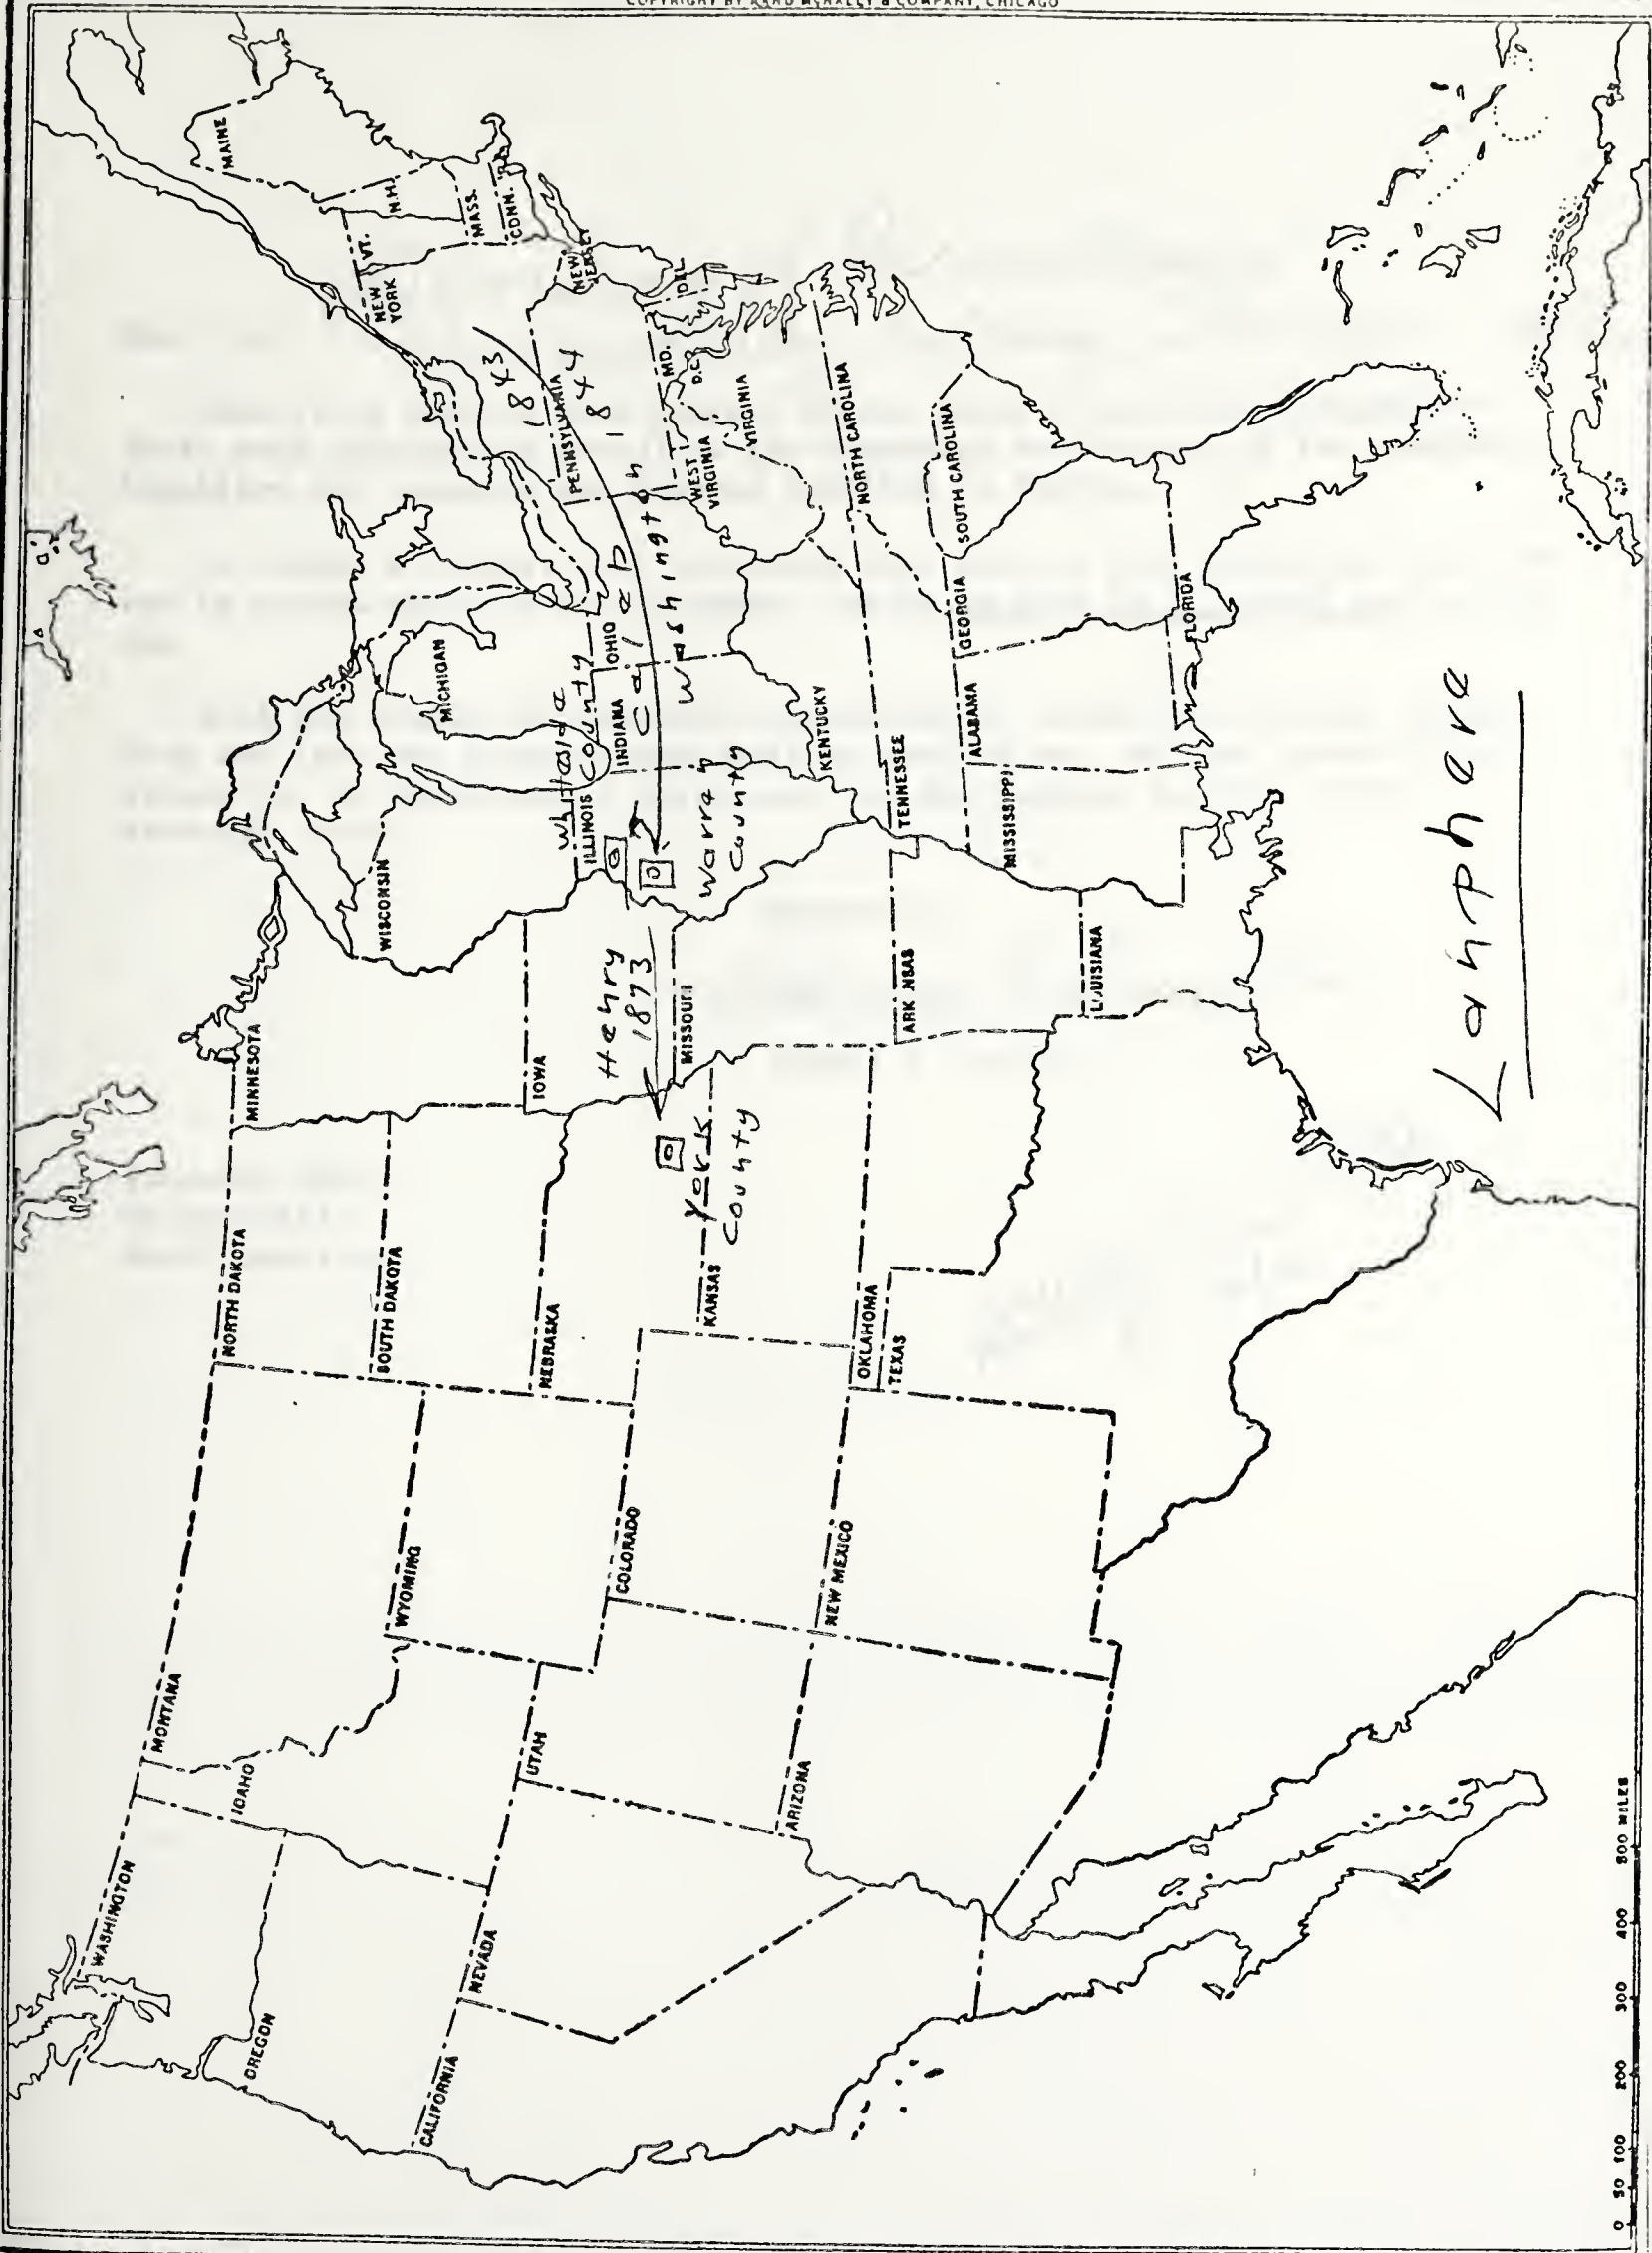 COPYRIGHT BY RAND McNALLY & COMPANY, CHICAGO
WASHINGTON
MONTANA
NORTH DAKOTA
MINNESOTA
MAINE
OREGON
IDAHO
WYOMING
SOUTH DAKOTA
WISCONSIN
MICHIGAN
NEW
YORK
VT.
N.H.
MASS.
CONN.
R.I.
CALIFORNIA
NEVADA
UTAH
COLORADO
NEBRASKA
IOWA
ILLINOIS
INDIANA
OHIO
PENNSYLVANIA
NEW
JERSEY
Whiteside
County
1843
1844
Caleb
Washington
Henry
1873
Warren
County
York
County
KANSAS
MISSOURI
KENTUCKY
WEST
VIRGINIA
VIRGINIA
MD.
D.C.
DEL.
ARIZONA
NEW MEXICO
OKLAHOMA
TEXAS
ARK NSAS
TENNESSEE
NORTH CAROLINA
SOUTH CAROLINA
MISSISSIPPI
ALABAMA
GEORGIA
LOUISIANA
FLORIDA
Lanphere
0 50 100 200 300 400 500 MILES